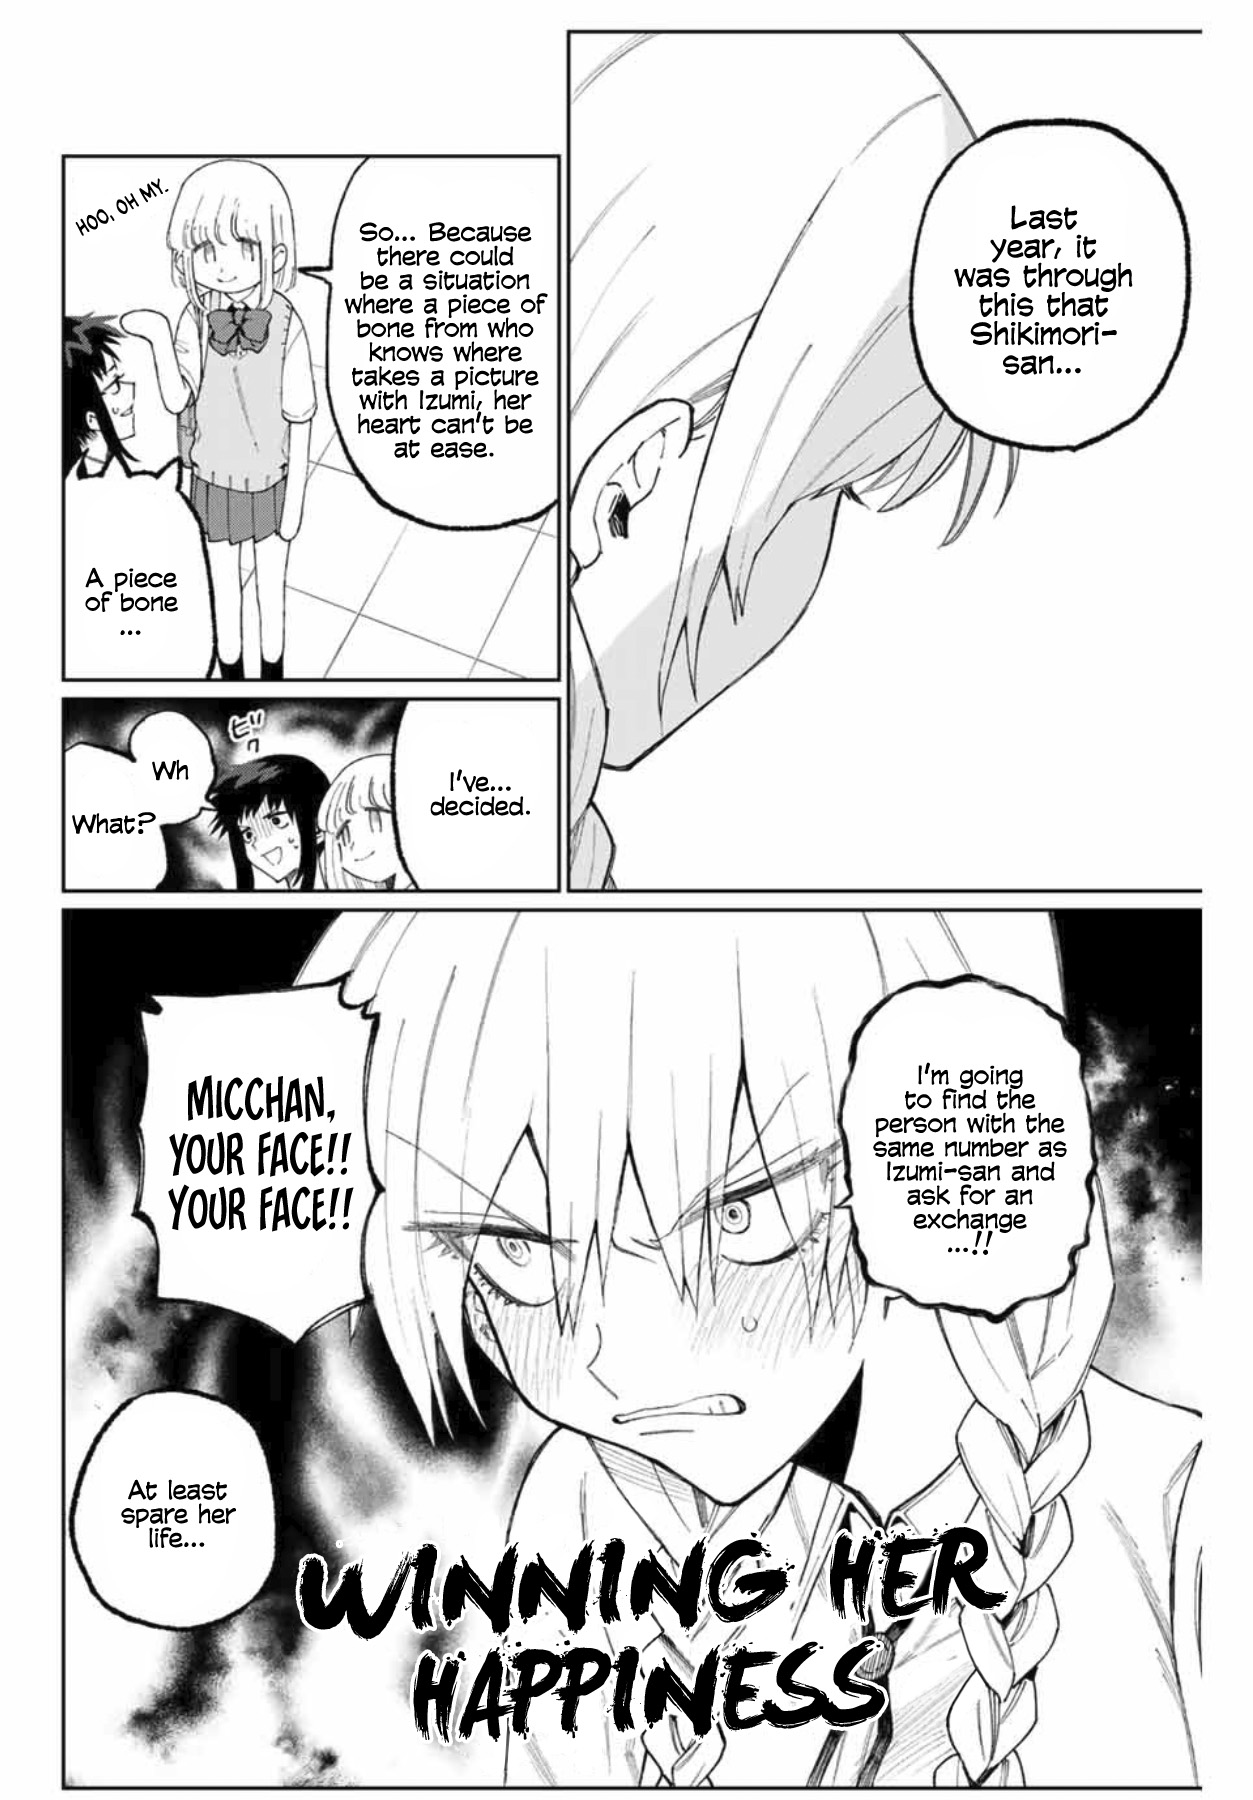 Last
year, it
was through
this that
Shikimori-
san...
So... Because
there could
be a situation
where a piece of
bone from who
knows where
takes a picture
with Izumi, her
heart can't be
at ease.
HOO, OH MY.
A piece
of bone
...
I've...
decided.
ビク
Wh
What?
I'm going
to find the
person with the
same number as
Izumi-san and
ask for an
exchange
...!!
MICCHAN,
YOUR FACE!!
YOUR FACE!!
At least
spare her
life...
WINNING HER
HAPPINESS